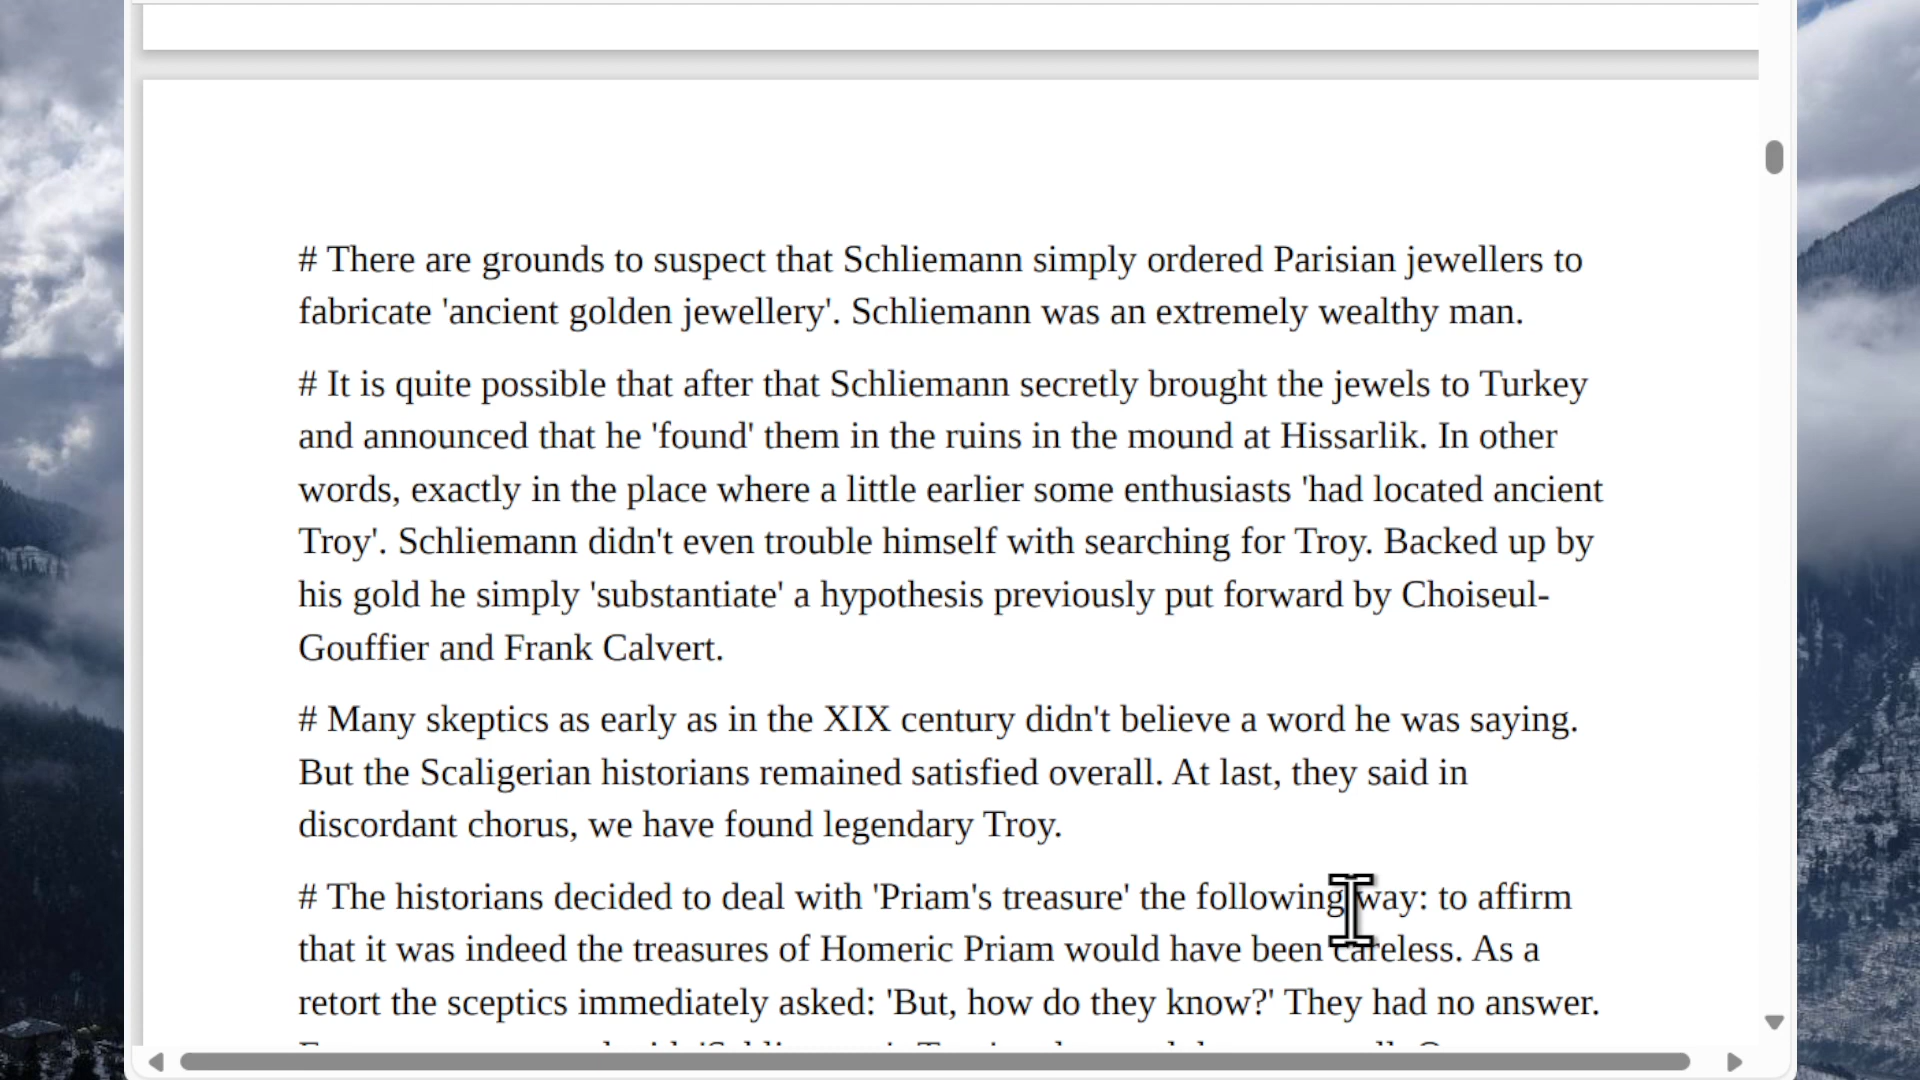 # There are grounds to suspect that Schliemann simply ordered Parisian jewellers to
fabricate 'ancient golden jewellery'. Schliemann was an extremely wealthy man.
# It is quite possible that after that Schliemann secretly brought the jewels to Turkey
and announced that he 'found' them in the ruins in the mound at Hissarlik. In other
words, exactly in the place where a little earlier some enthusiasts 'had located ancient
Troy'. Schliemann didn't even trouble himself with searching for Troy. Backed up by
his gold he simply 'substantiate' a hypothesis previously put forward by Choiseul-
Gouffier and Frank Calvert.
# Many skeptics as early as in the XIX century didn't believe a word he was saying.
But the Scaligerian historians remained satisfied overall. At last, they said in
discordant chorus, we have found legendary Troy.
# The historians decided to deal with 'Priam's treasure' the following way: to affirm
that it was indeed the treasures of Homeric Priam would have been careless. As a
retort the sceptics immediately asked: 'But, how do they know?' They had no answer.